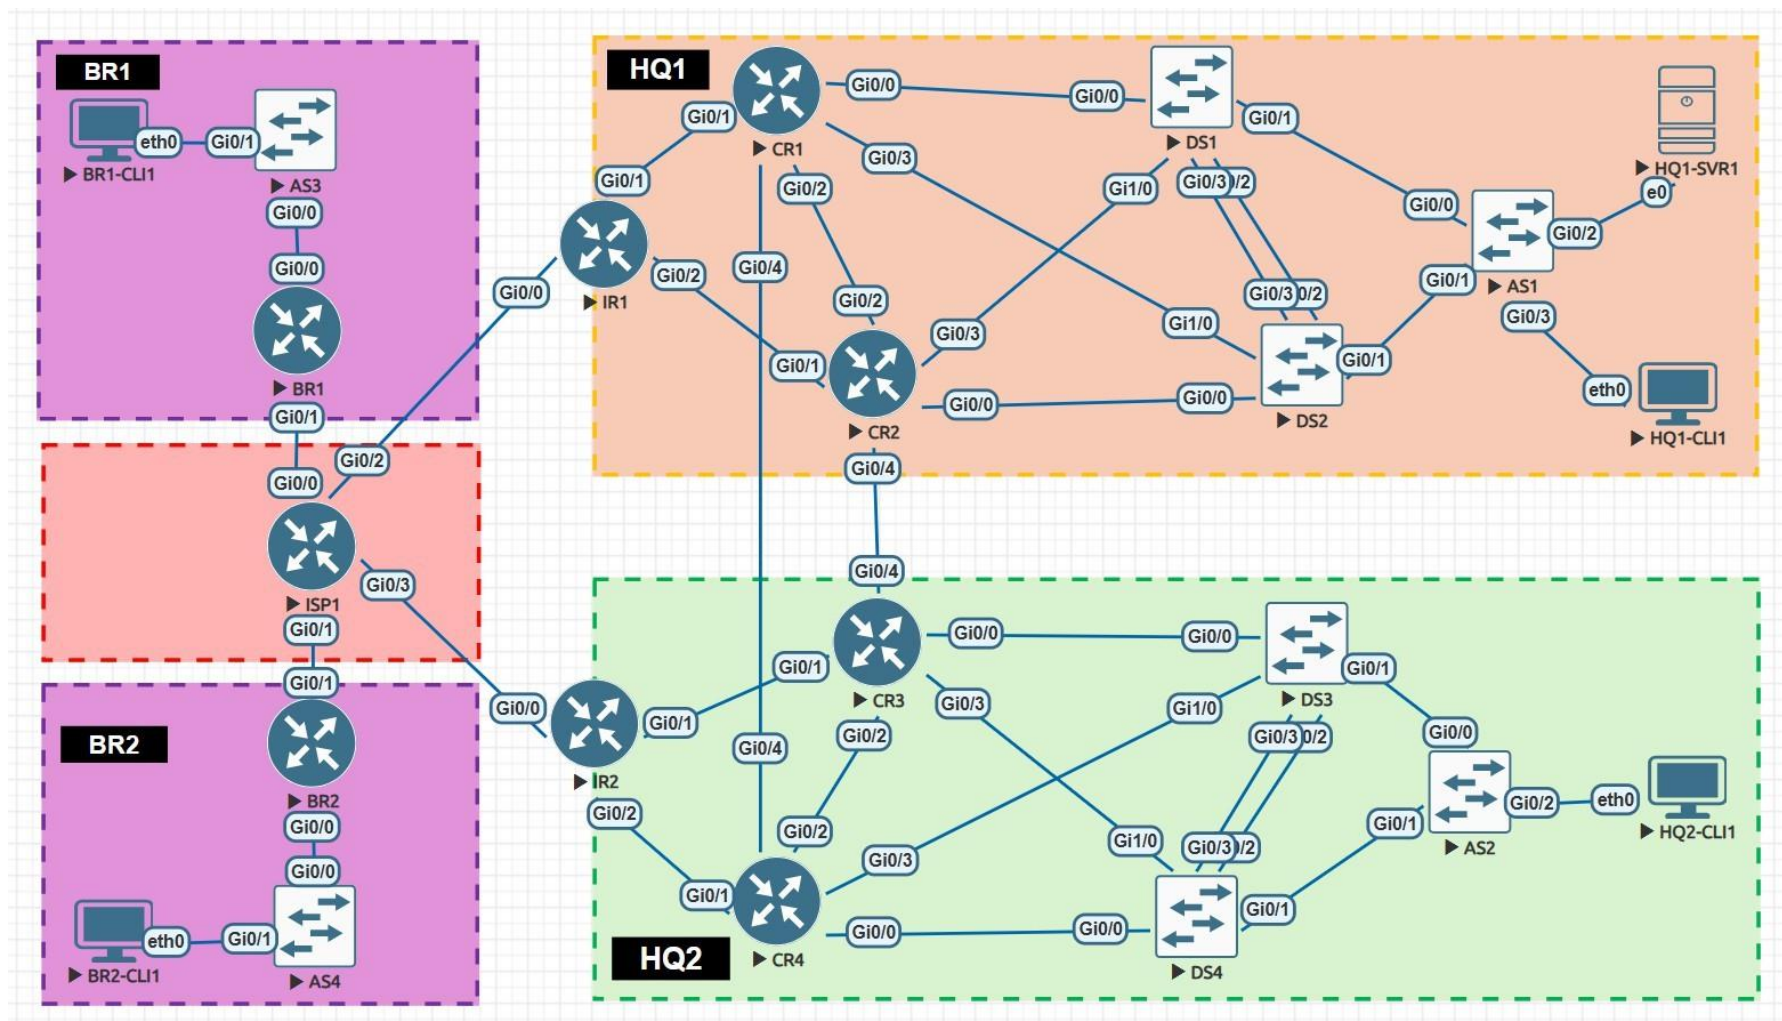 BR1
eth0
Gi0/1
BR1-CLI1
AS3
Gi0/0
Gi0/0
BR1
Gi0/1
Gi0/0
Gi0/2
ISP1
Gi0/3
Gi0/1
Gi0/1
BR2
BR2
Gi0/0
Gi0/0
eth0
Gi0/1
BR2-CLI1
AS4
HQ1
Gi0/1
CR1
Gi0/0
Gi0/0
DS1
Gi0/1
HQ1-SVR1
e0
Gi0/1
Gi0/2
Gi0/3
Gi1/0
Gi0/3
0/2
Gi0/0
Gi0/2
AS1
Gi0/0
IR1
Gi0/2
Gi0/4
Gi0/2
Gi0/3
0/2
Gi0/1
Gi0/3
Gi0/3
Gi1/0
Gi0/1
Gi0/1
DS2
Gi0/0
Gi0/0
CR2
eth0
HQ1-CLI1
Gi0/4
Gi0/4
CR3
Gi0/0
Gi0/0
DS3
Gi0/1
Gi0/0
Gi0/1
Gi0/1
IR2
Gi0/2
Gi0/2
Gi0/3
Gi1/0
Gi0/3
0/2
Gi0/0
Gi0/4
Gi0/2
Gi0/3
Gi1/0
Gi0/3
0/2
Gi0/1
AS2
Gi0/2
eth0
HQ2-CLI1
Gi0/1
CR4
Gi0/0
Gi0/0
DS4
Gi0/1
HQ2